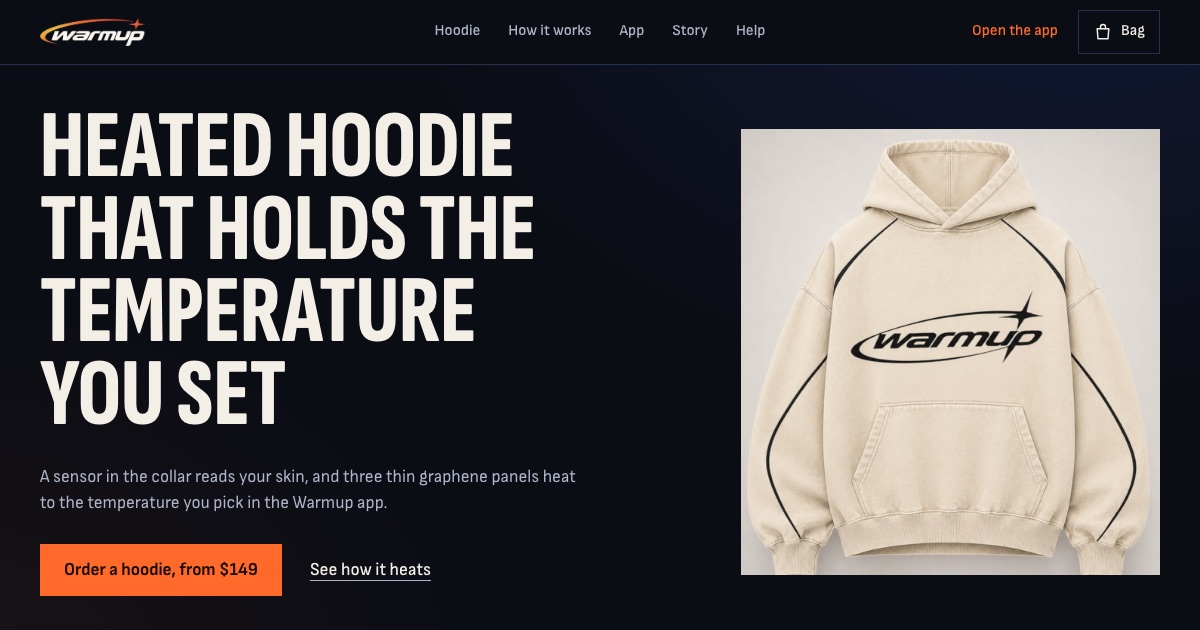 warmup
Hoodie
How it works
App
Story
Help
Open the app
Bag
HEATED HOODIE
THAT HOLDS THE
TEMPERATURE
YOU SET
A sensor in the collar reads your skin, and three thin graphene panels heat
to the temperature you pick in the Warmup app.
Order a hoodie, from $149
See how it heats
warmup